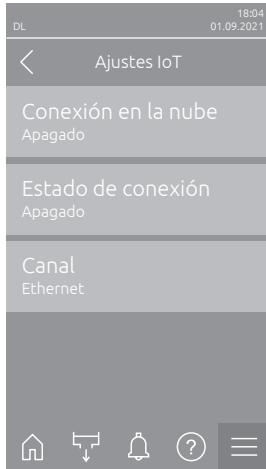 18:04
DL
01.09.2021
Ajustes IoT
Conexión en la nube
Apagado
Estado de conexión
Apagado
Canal
Ethernet
?